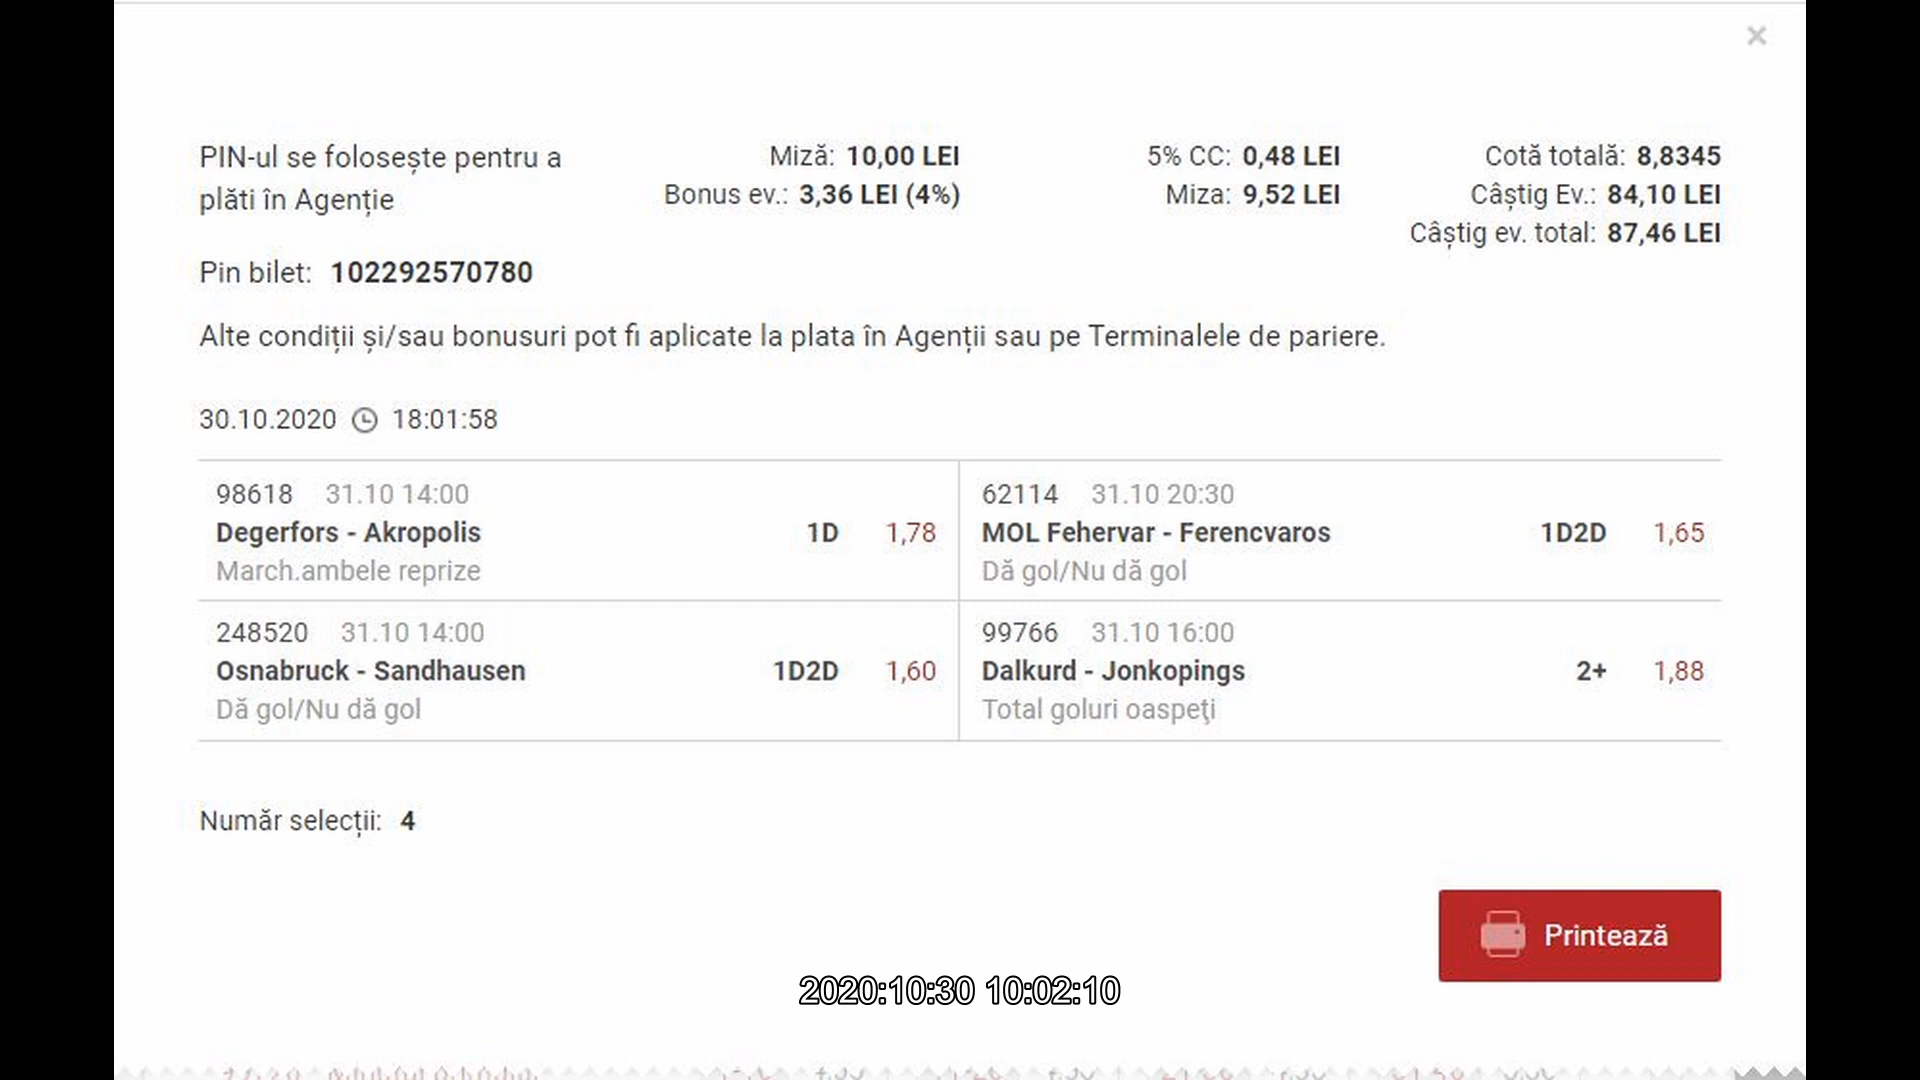 ×
PIN-ul se folosește pentru a
plăti în Agenție
Pin bilet: 102292570780
Miză: 10,00 LEI
Bonus ev.: 3,36 LEI (4%)
5% CC: 0,48 LEI
Miza: 9,52 LEI
Cotă totală: 8,8345
Câștig Ev.: 84,10 LEI
Câștig ev. total: 87,46 LEI
Alte condiții și/sau bonusuri pot fi aplicate la plata în Agenții sau pe Terminalele de pariere.
30.10.2020 18:01:58
98618 31.10 14:00
Degerfors - Akropolis 1D 1,78
March.ambele reprize
62114 31.10 20:30
MOL Fehervar - Ferencvaros 1D2D 1,65
Dă gol/Nu dă gol
248520 31.10 14:00
Osnabruck - Sandhausen 1D2D 1,60
Dă gol/Nu dă gol
99766 31.10 16:00
Dalkurd - Jonkopings 2+ 1,88
Total goluri oaspeţi
Număr selecții: 4
Printează
2020:10:30 10:02:10